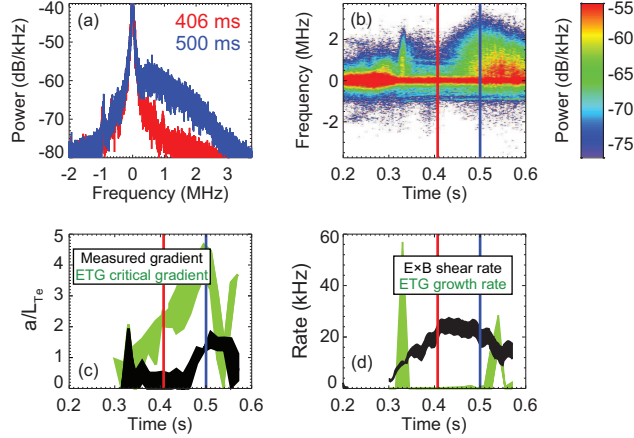 (a)
406 ms
500 ms
Power (dB/kHz)
-40
-50
-60
-70
-80
-2 -1 0 1 2 3
Frequency (MHz)
(b)
Frequency (MHz)
4
2
0
-2
0.2 0.3 0.4 0.5 0.6
Time (s)
Power (dB/kHz)
-55
-60
-65
-70
-75
(c)
Measured gradient
ETG critical gradient
a/LTe
5
4
3
2
1
0
0.2 0.3 0.4 0.5 0.6
Time (s)
(d)
E×B shear rate
ETG growth rate
Rate (kHz)
60
40
20
0
0.2 0.3 0.4 0.5 0.6
Time (s)